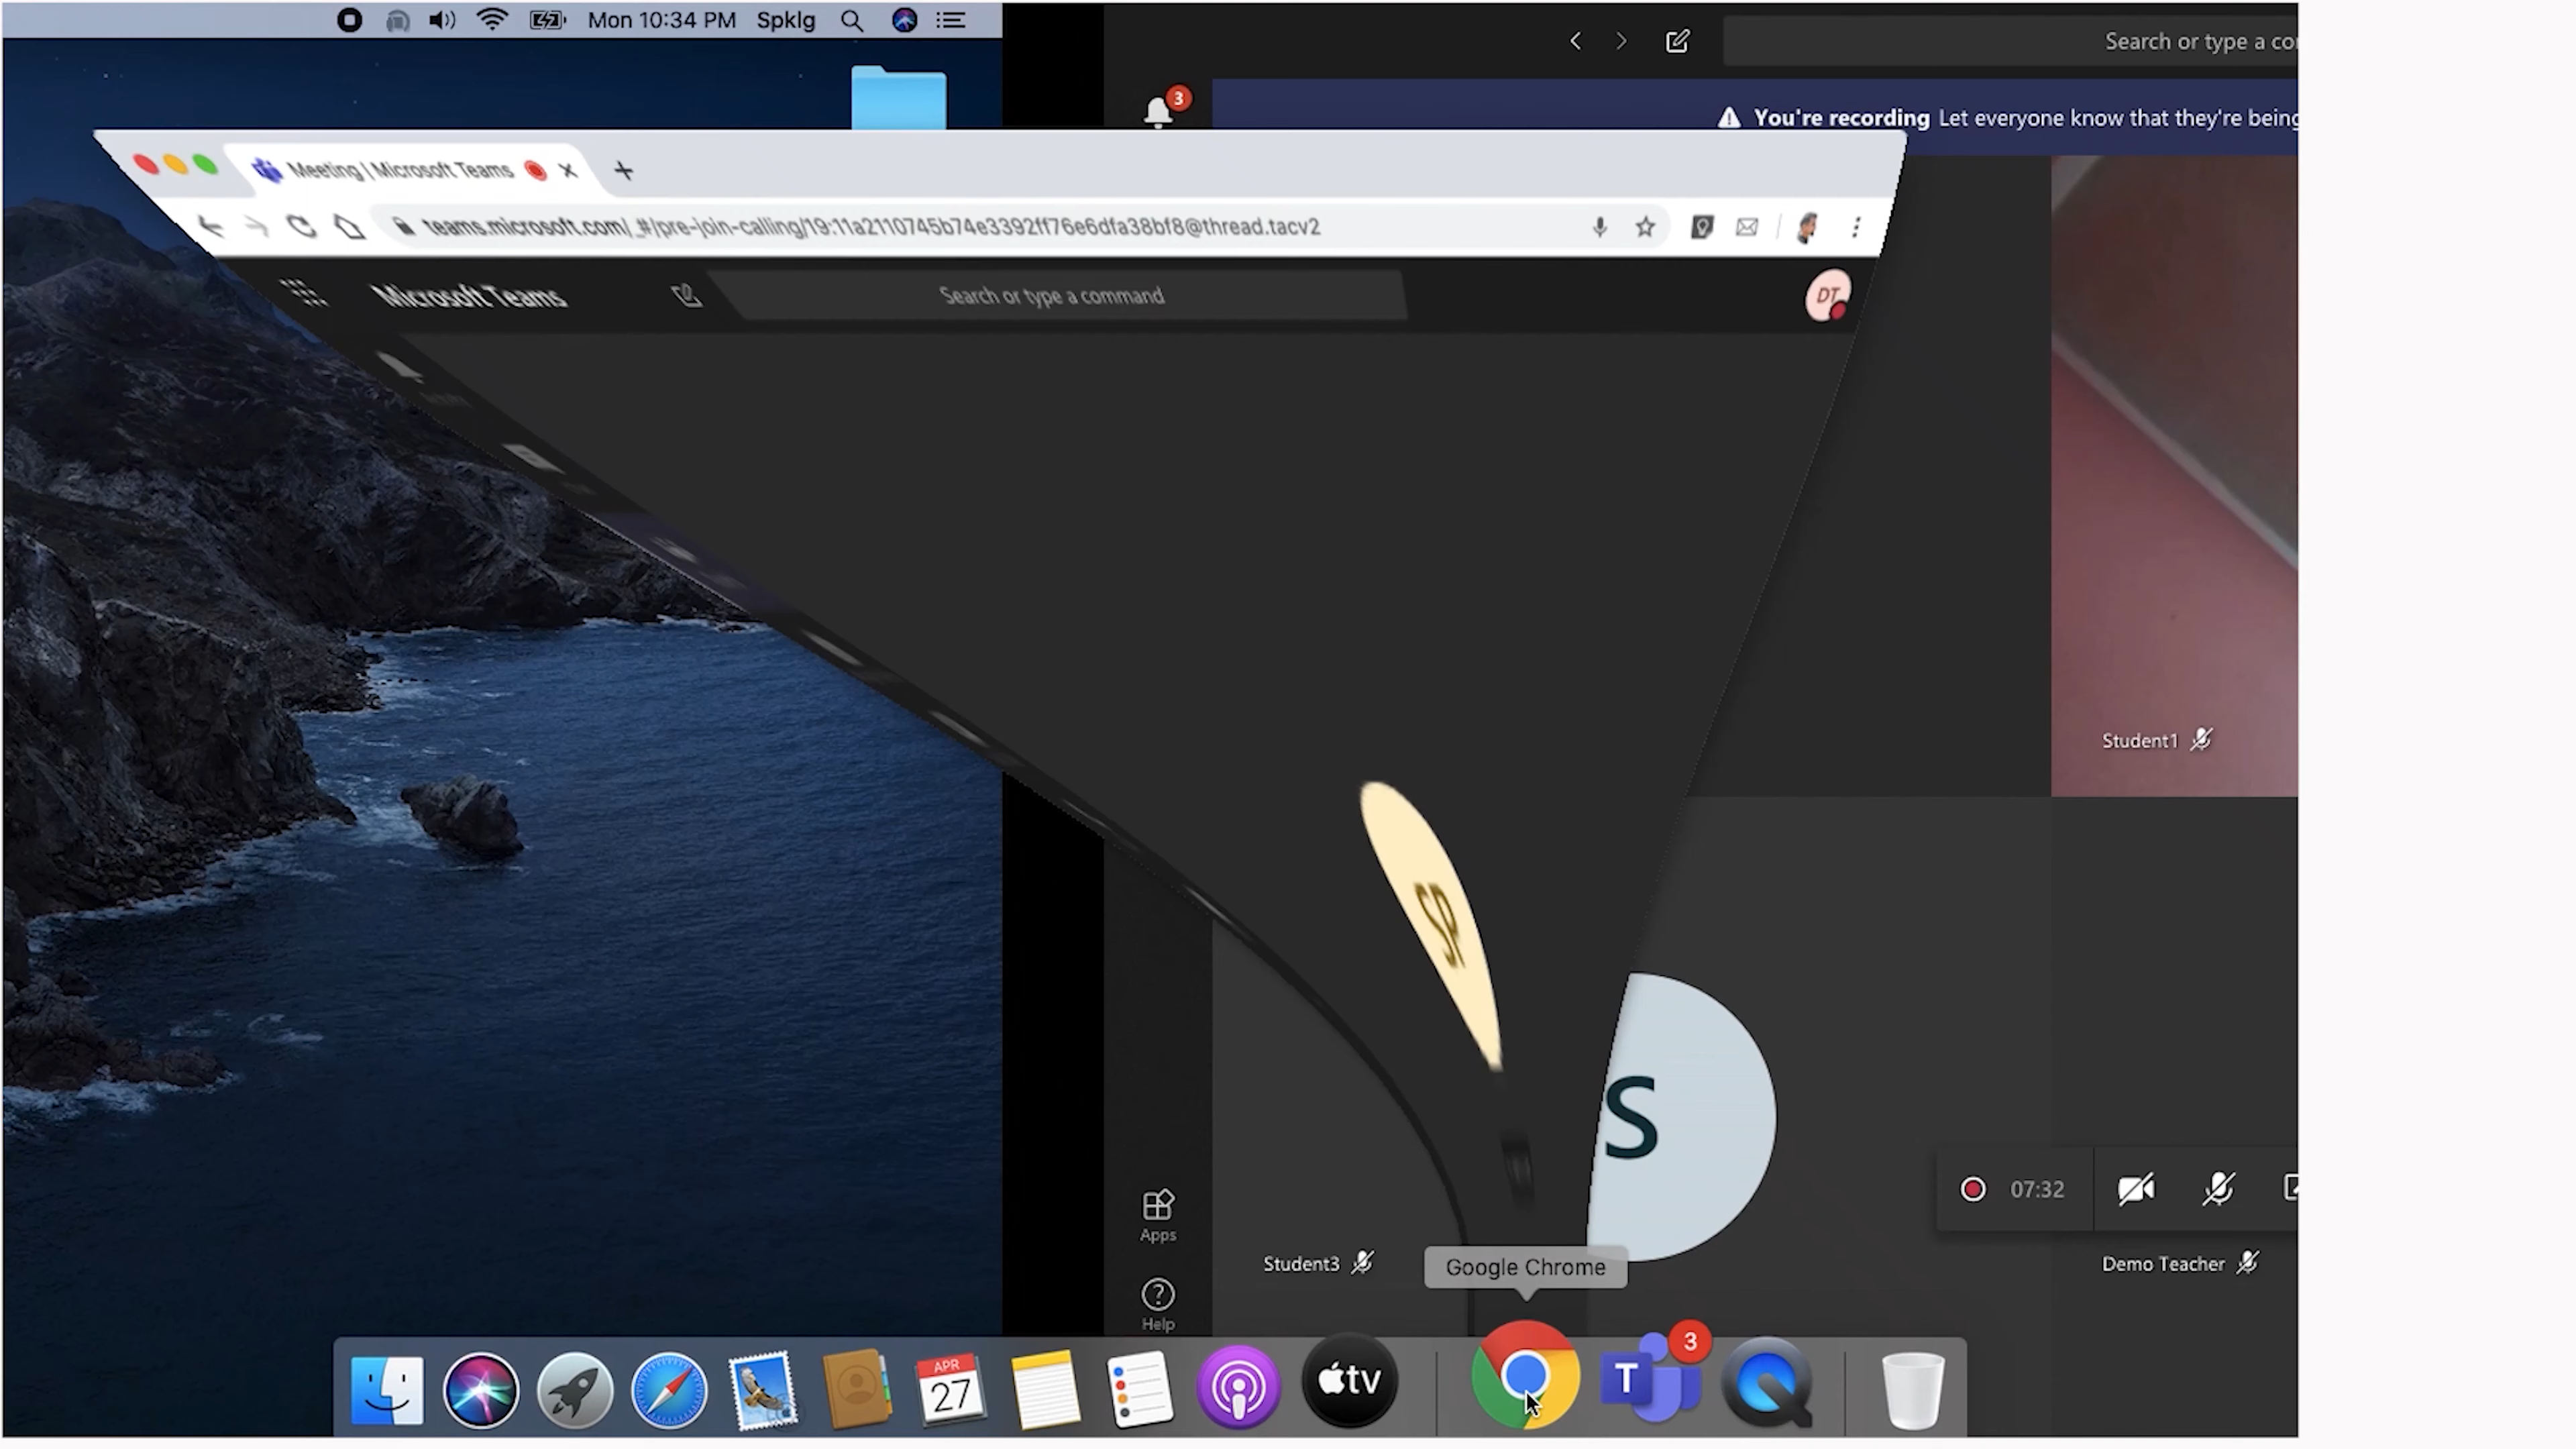 Mon 10:34 PM Spklg
Search or type a co
3
You're recording Let everyone know that they're being
Meeting | Microsoft Teams
teams.microsoft.com/_#/pre-join-calling/19:11a2110745b74e3392ff76e6dfa38bf8@thread.tacv2
Microsoft Teams
Search or type a command
DT
Student1
SP
S
Apps
07:32
Student3
Google Chrome
Demo Teacher
Help
APR
27
tv
T
3